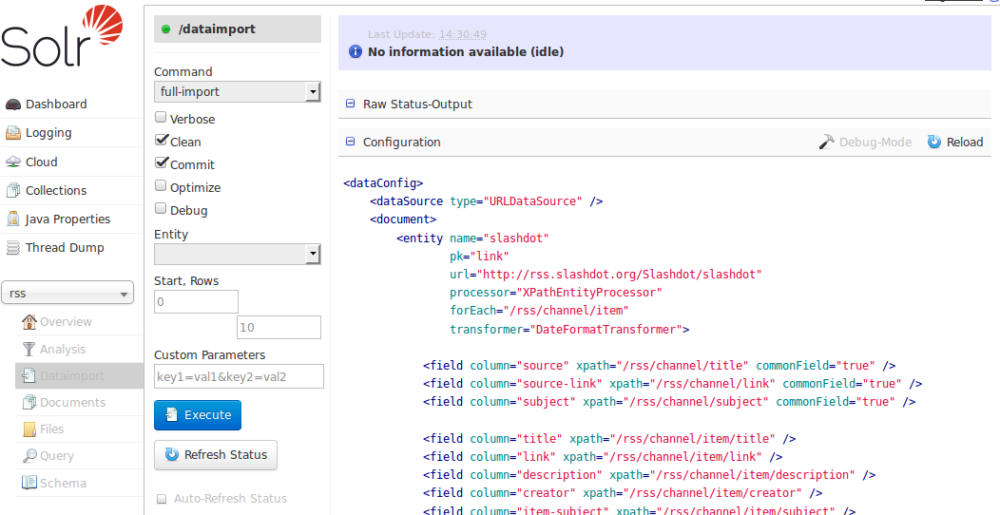 Solr
Dashboard
Logging
Cloud
Collections
Java Properties
Thread Dump
rss
Overview
Analysis
Dataimport
Documents
Files
Query
Schema
/dataimport
Command
full-import
Verbose
Clean
Commit
Optimize
Debug
Entity
Start, Rows
0
10
Custom Parameters
key1=val1&key2=val2
Execute
Refresh Status
Auto-Refresh Status
Last Update: 14:30:49
No information available (idle)
Raw Status-Output
Configuration
Debug-Mode
Reload
<dataConfig>
<dataSource type="URLDataSource" />
<document>
<entity name="slashdot"
pk="link"
url="http://rss.slashdot.org/Slashdot/slashdot"
processor="XPathEntityProcessor"
forEach="/rss/channel/item"
transformer="DateFormatTransformer">
<field column="source" xpath="/rss/channel/title" commonField="true" />
<field column="source-link" xpath="/rss/channel/link" commonField="true" />
<field column="subject" xpath="/rss/channel/subject" commonField="true" />
<field column="title" xpath="/rss/channel/item/title" />
<field column="link" xpath="/rss/channel/item/link" />
<field column="description" xpath="/rss/channel/item/description" />
<field column="creator" xpath="/rss/channel/item/creator" />
<field column="item-subject" xpath="/rss/channel/item/subject" />